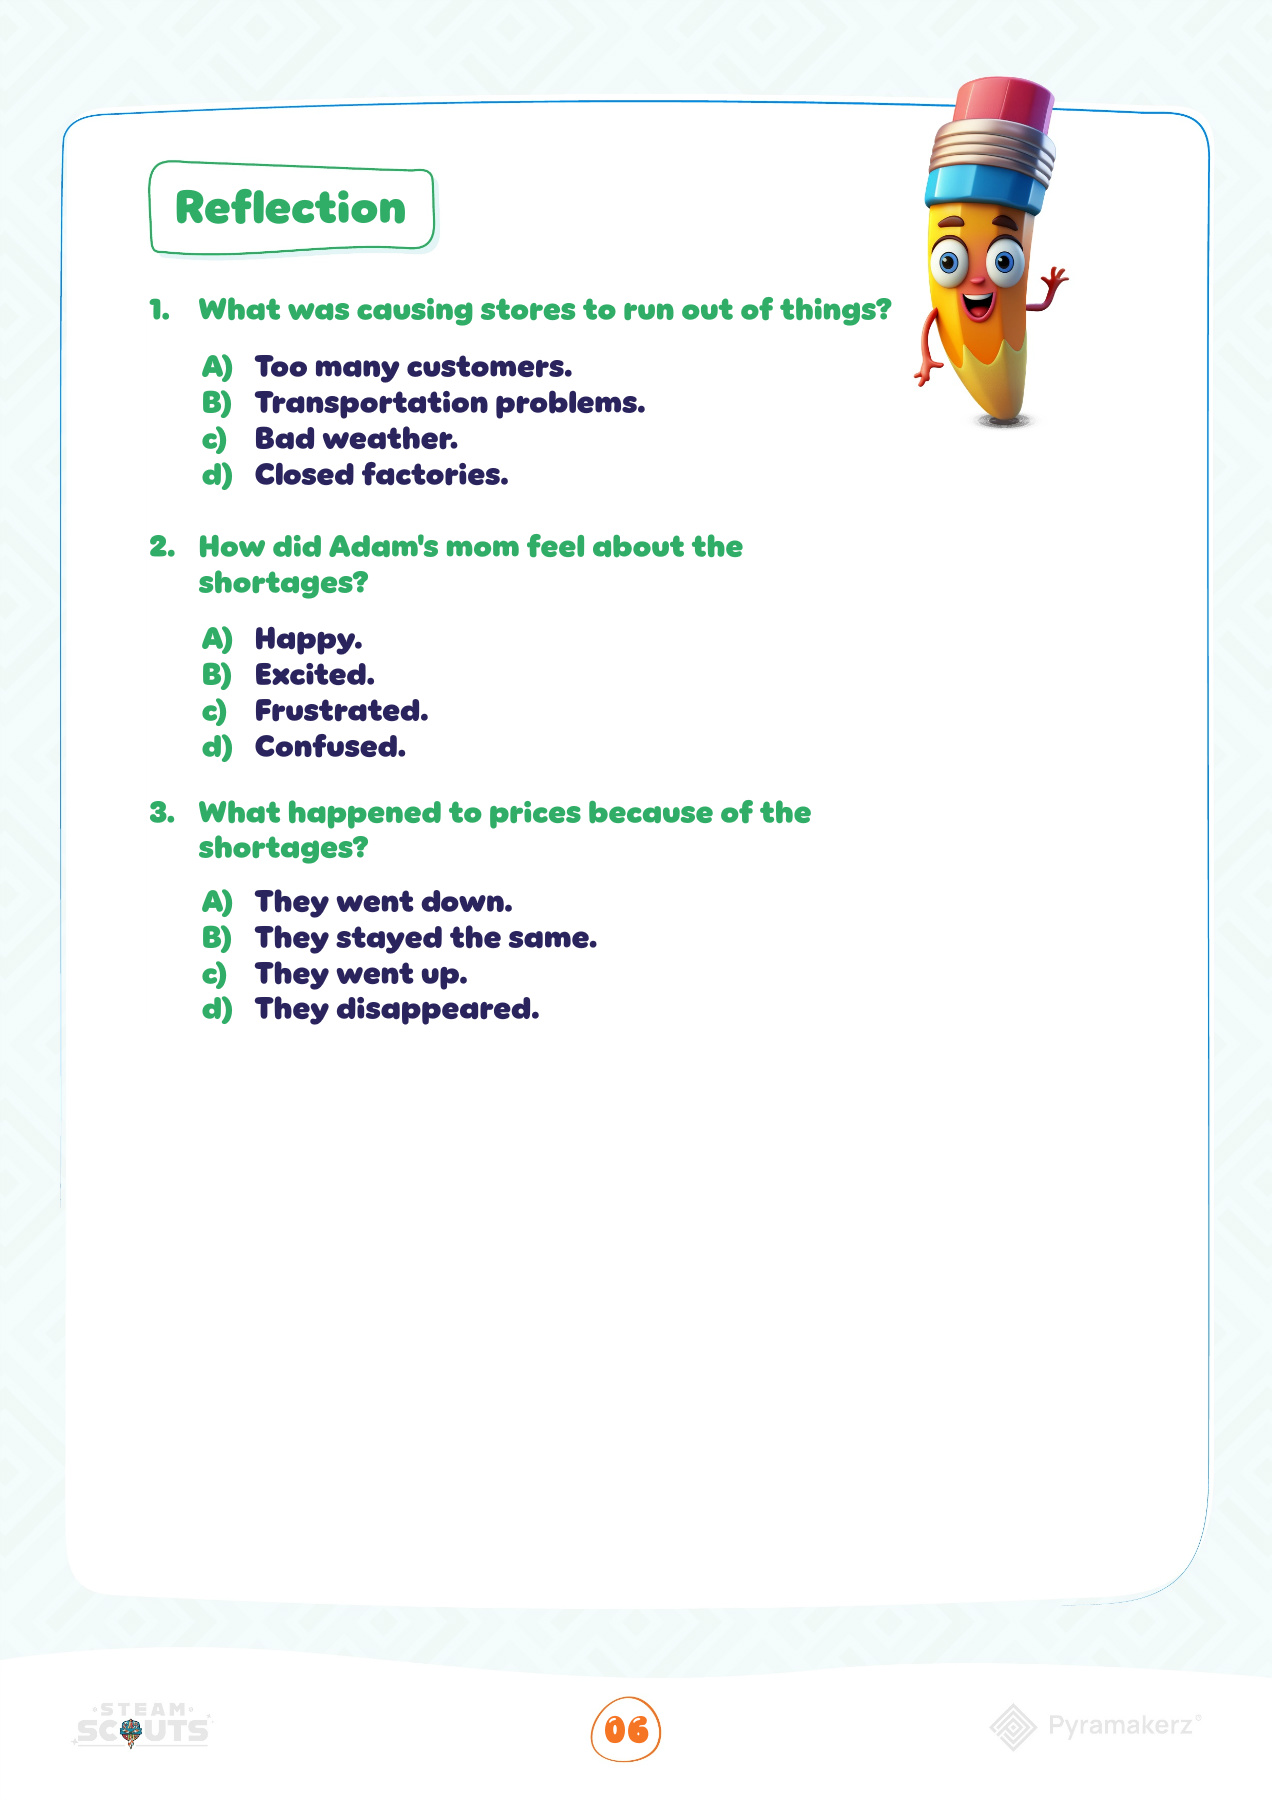 Reflection
1. What was causing stores to run out of things?
A) Too many customers.
B) Transportation problems.
c) Bad weather.
d) Closed factories.
2. How did Adam's mom feel about the
shortages?
A) Happy.
B) Excited.
c) Frustrated.
d) Confused.
3. What happened to prices because of the
shortages?
A) They went down.
B) They stayed the same.
c) They went up.
d) They disappeared.
STEAM
SCOUTS
06
Pyramakerz